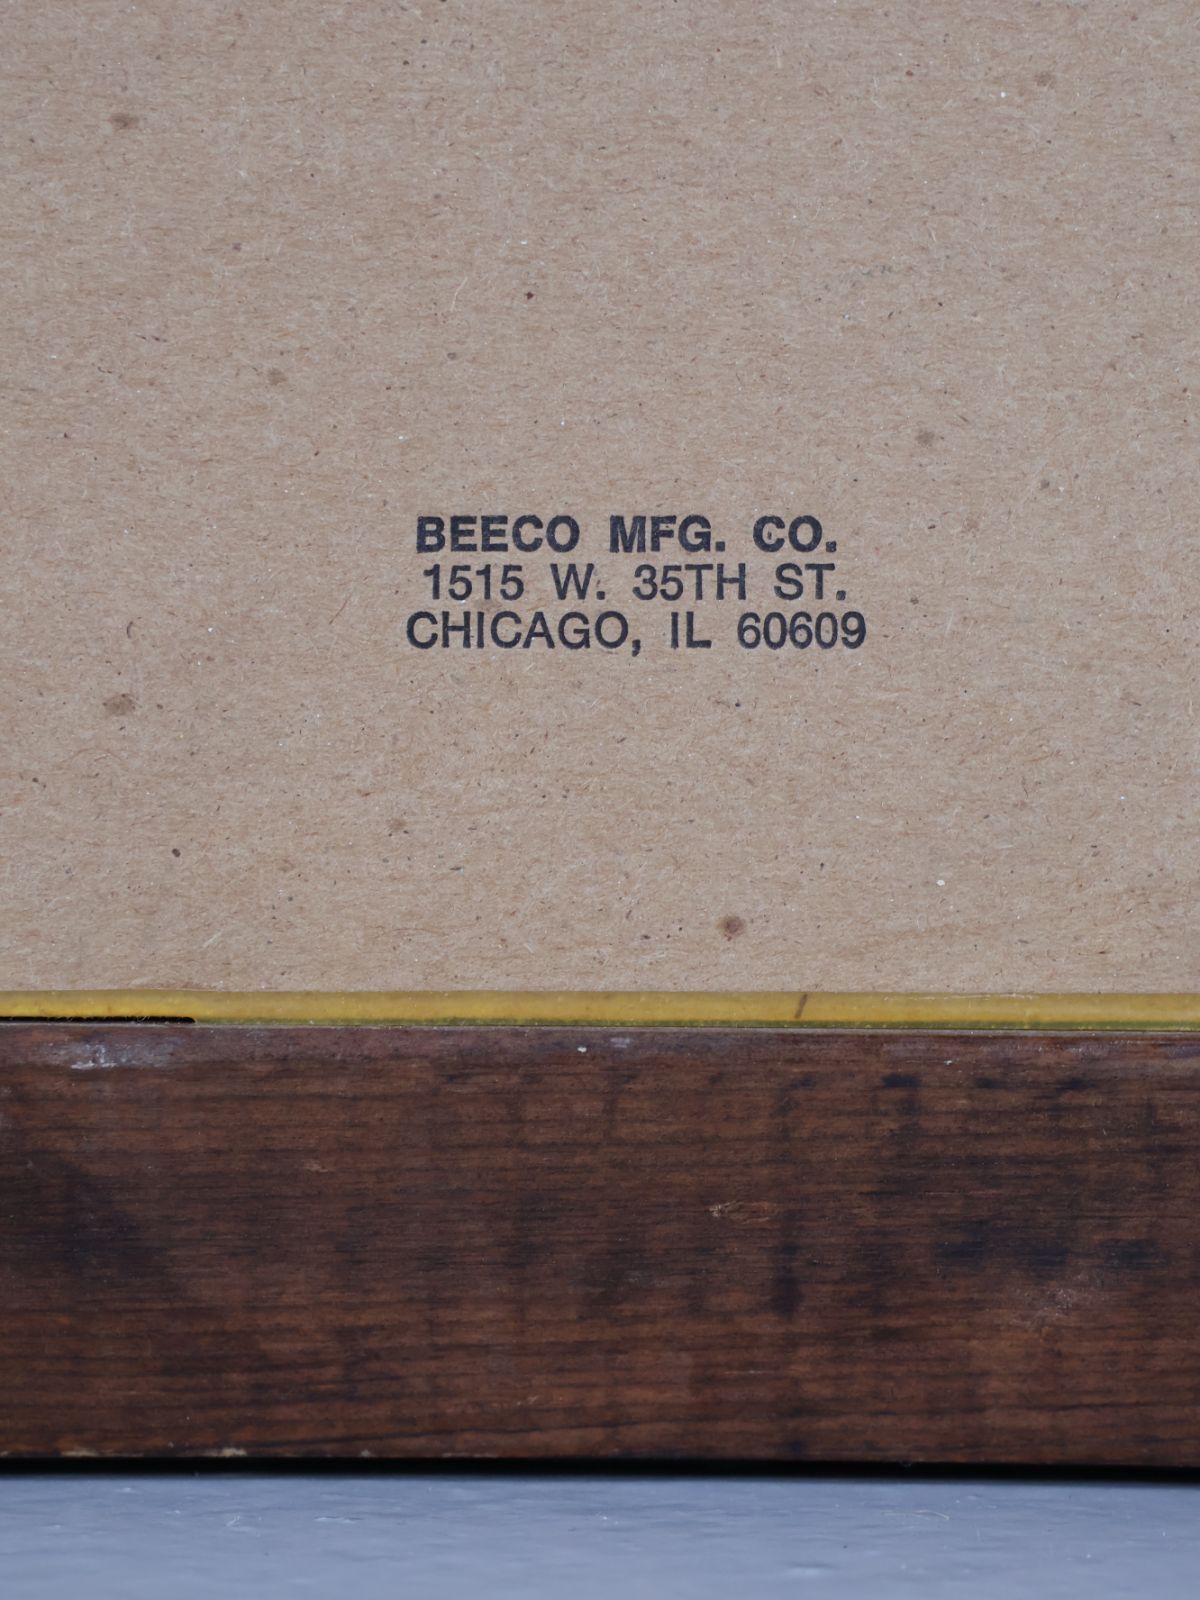 BEECO MFG. CO.
1515 W. 35TH ST.
CHICAGO, IL 60609